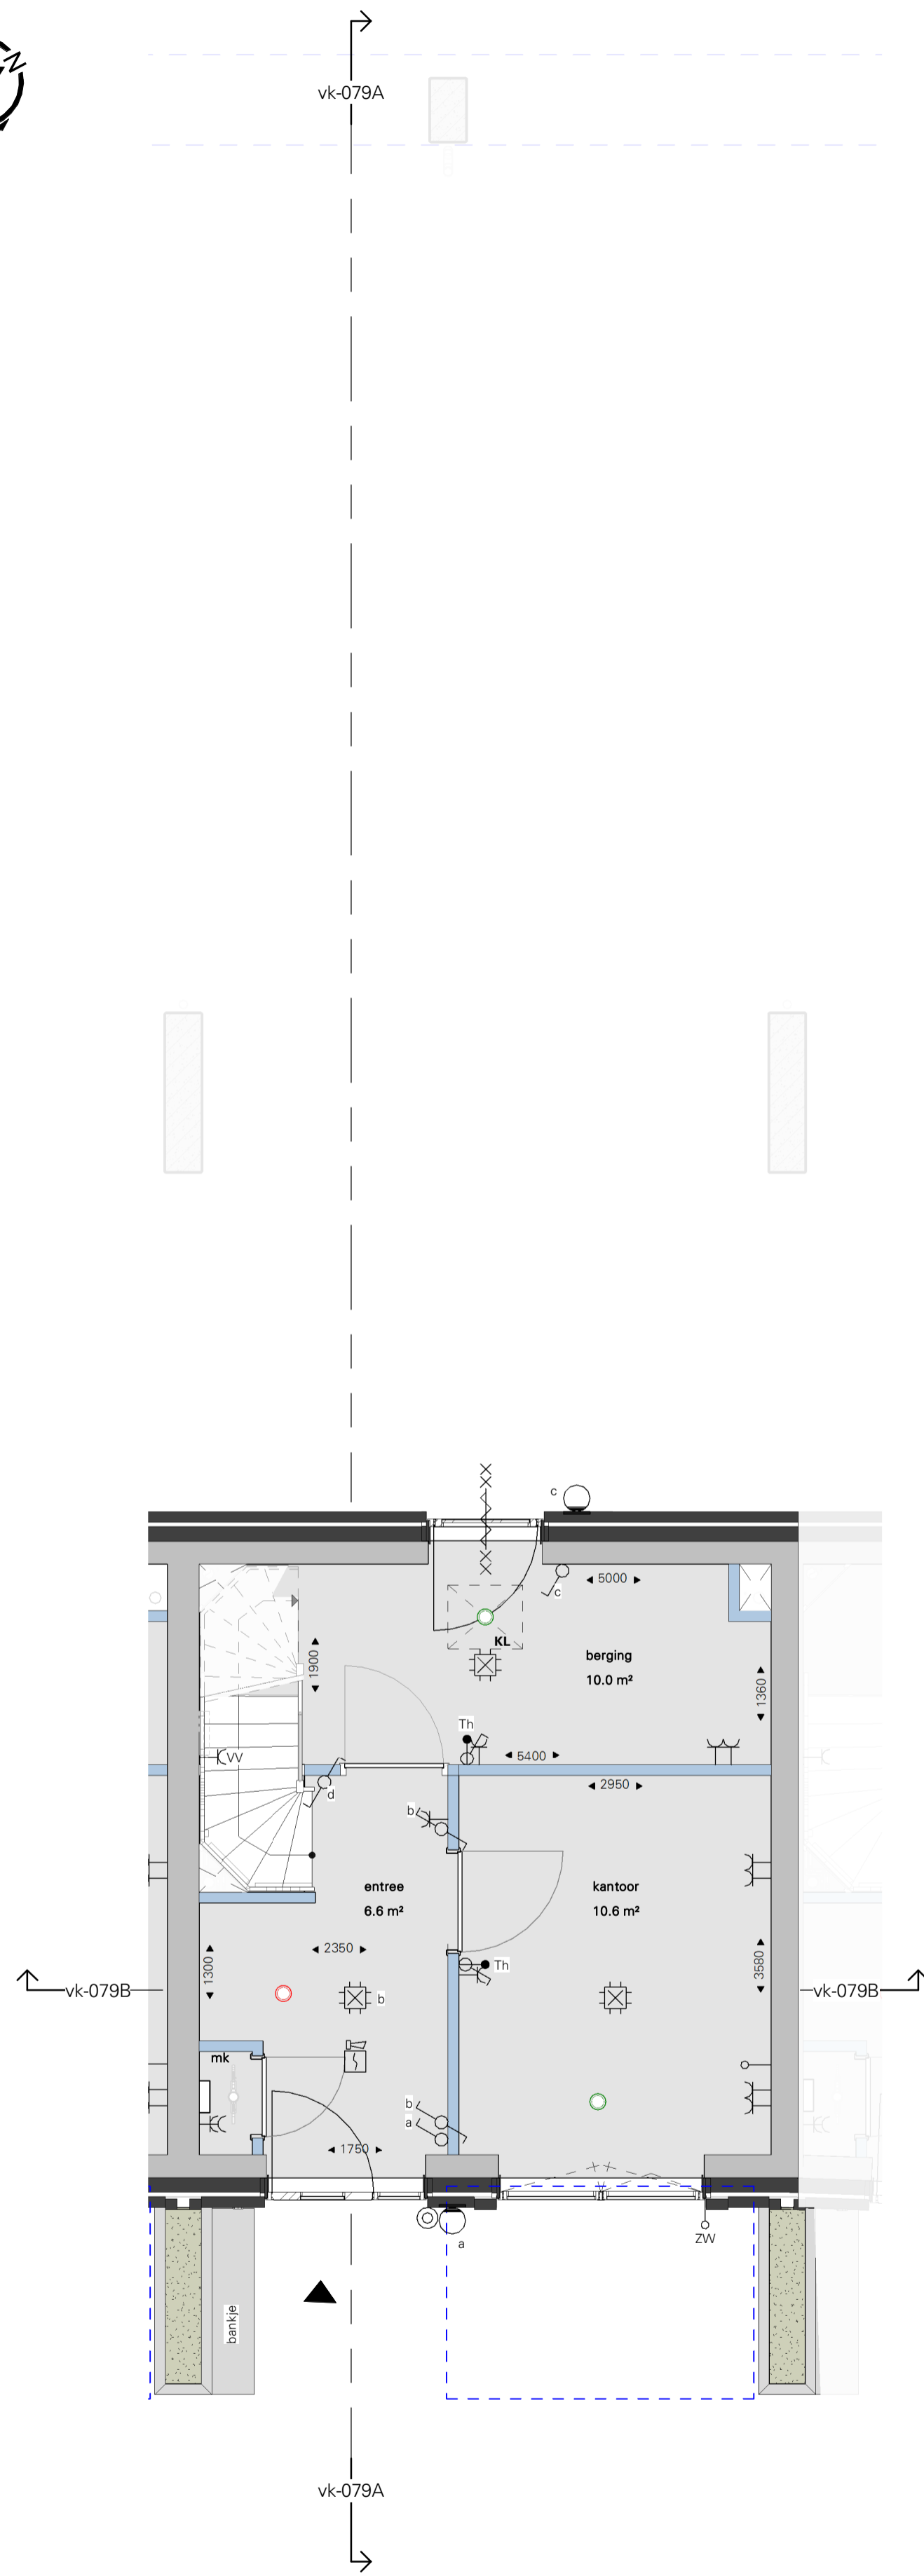 N
vk-079A
c
5000
c
KL
berging
10.0 m²
1900
1360
Th
VV
5400
d
2950
b
entree
6.6 m²
kantoor
10.6 m²
2350
1300
Th
3580
vk-079B
vk-079B
b
mk
b
a
1750
a
ZW
bankje
vk-079A